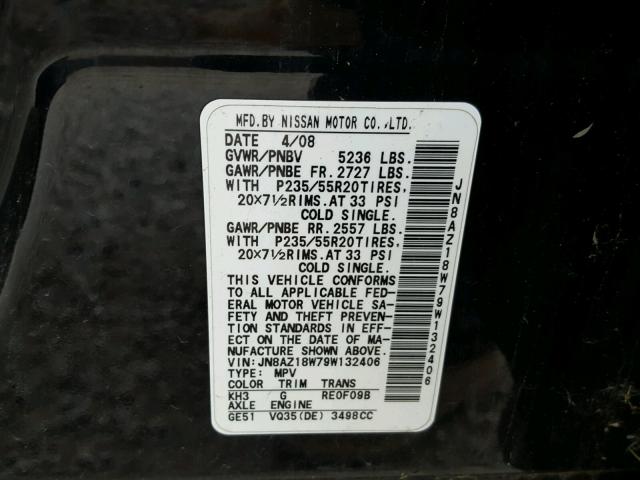 MFD.BY NISSAN MOTOR CO.,LTD.
DATE 4/08
GVWR/PNBV 5236 LBS.
GAWR/PNBE FR.2727 LBS.
WITH P235/55R20TIRES,
20×7½RIMS.AT 33 PSI
COLD SINGLE.
GAWR/PNBE RR.2557 LBS.
WITH P235/55R20TIRES,
20×7½RIMS.AT 33 PSI
COLD SINGLE.
THIS VEHICLE CONFORMS
TO ALL APPLICABLE FED-
ERAL MOTOR VEHICLE SA-
FETY AND THEFT PREVEN-
TION STANDARDS IN EFF-
ECT ON THE DATE OF MA-
NUFACTURE SHOWN ABOVE.
VIN:JN8AZ18W79W132406
TYPE: MPV
COLOR TRIM TRANS
KH3 G RE0F09B
AXLE ENGINE
GE51 VQ35(DE) 3498CC
JN8AZ18W79W132406